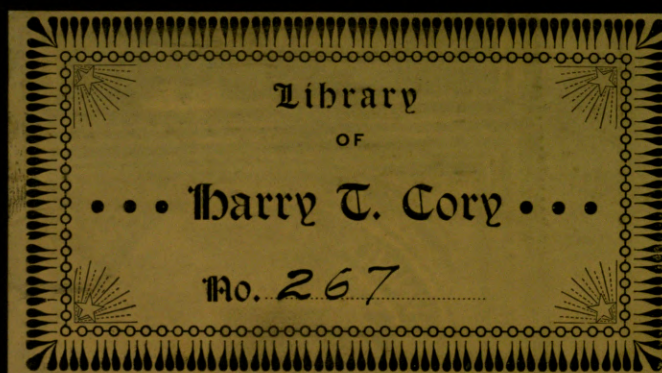 Library
OF
• • • Harry T. Cory • • •
No. 267